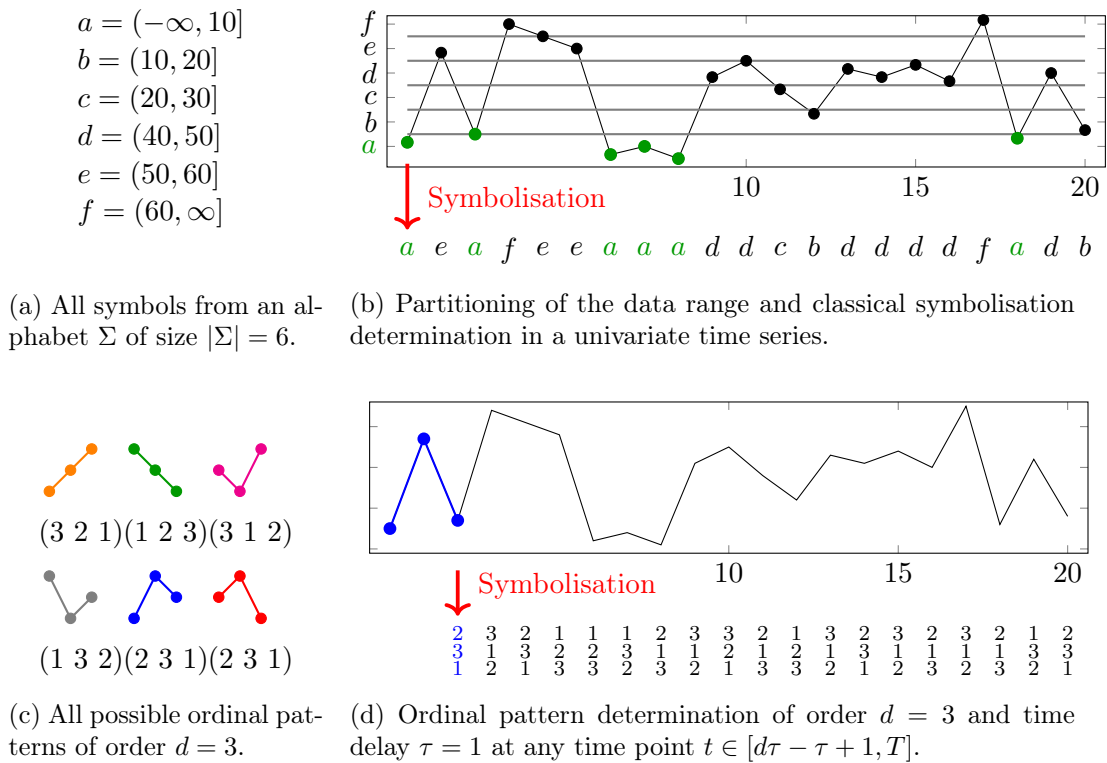 a = (−∞, 10]
b = (10, 20]
c = (20, 30]
d = (40, 50]
e = (50, 60]
f = (60, ∞]
f
e
d
c
b
a
10 15 20
Symbolisation
a e a f e e a a a d d c b d d d d f a d b
(a) All symbols from an al-
phabet Σ of size |Σ| = 6.
(b) Partitioning of the data range and classical symbolisation
determination in a univariate time series.
(3 2 1)(1 2 3)(3 1 2)
(1 3 2)(2 3 1)(2 3 1)
10 15 20
Symbolisation
2 3 2 1 1 1 2 3 3 2 1 3 2 3 2 3 2 1 2
3 1 3 3 2 3 3 1 2 1 2 1 3 1 3 1 3 3 3
1 2 1 2 3 2 1 2 1 3 3 2 1 2 1 2 1 2 1
(c) All possible ordinal pat-
terns of order d = 3.
(d) Ordinal pattern determination of order d = 3 and time
delay τ = 1 at any time point t ∈ [dτ − τ + 1, T].